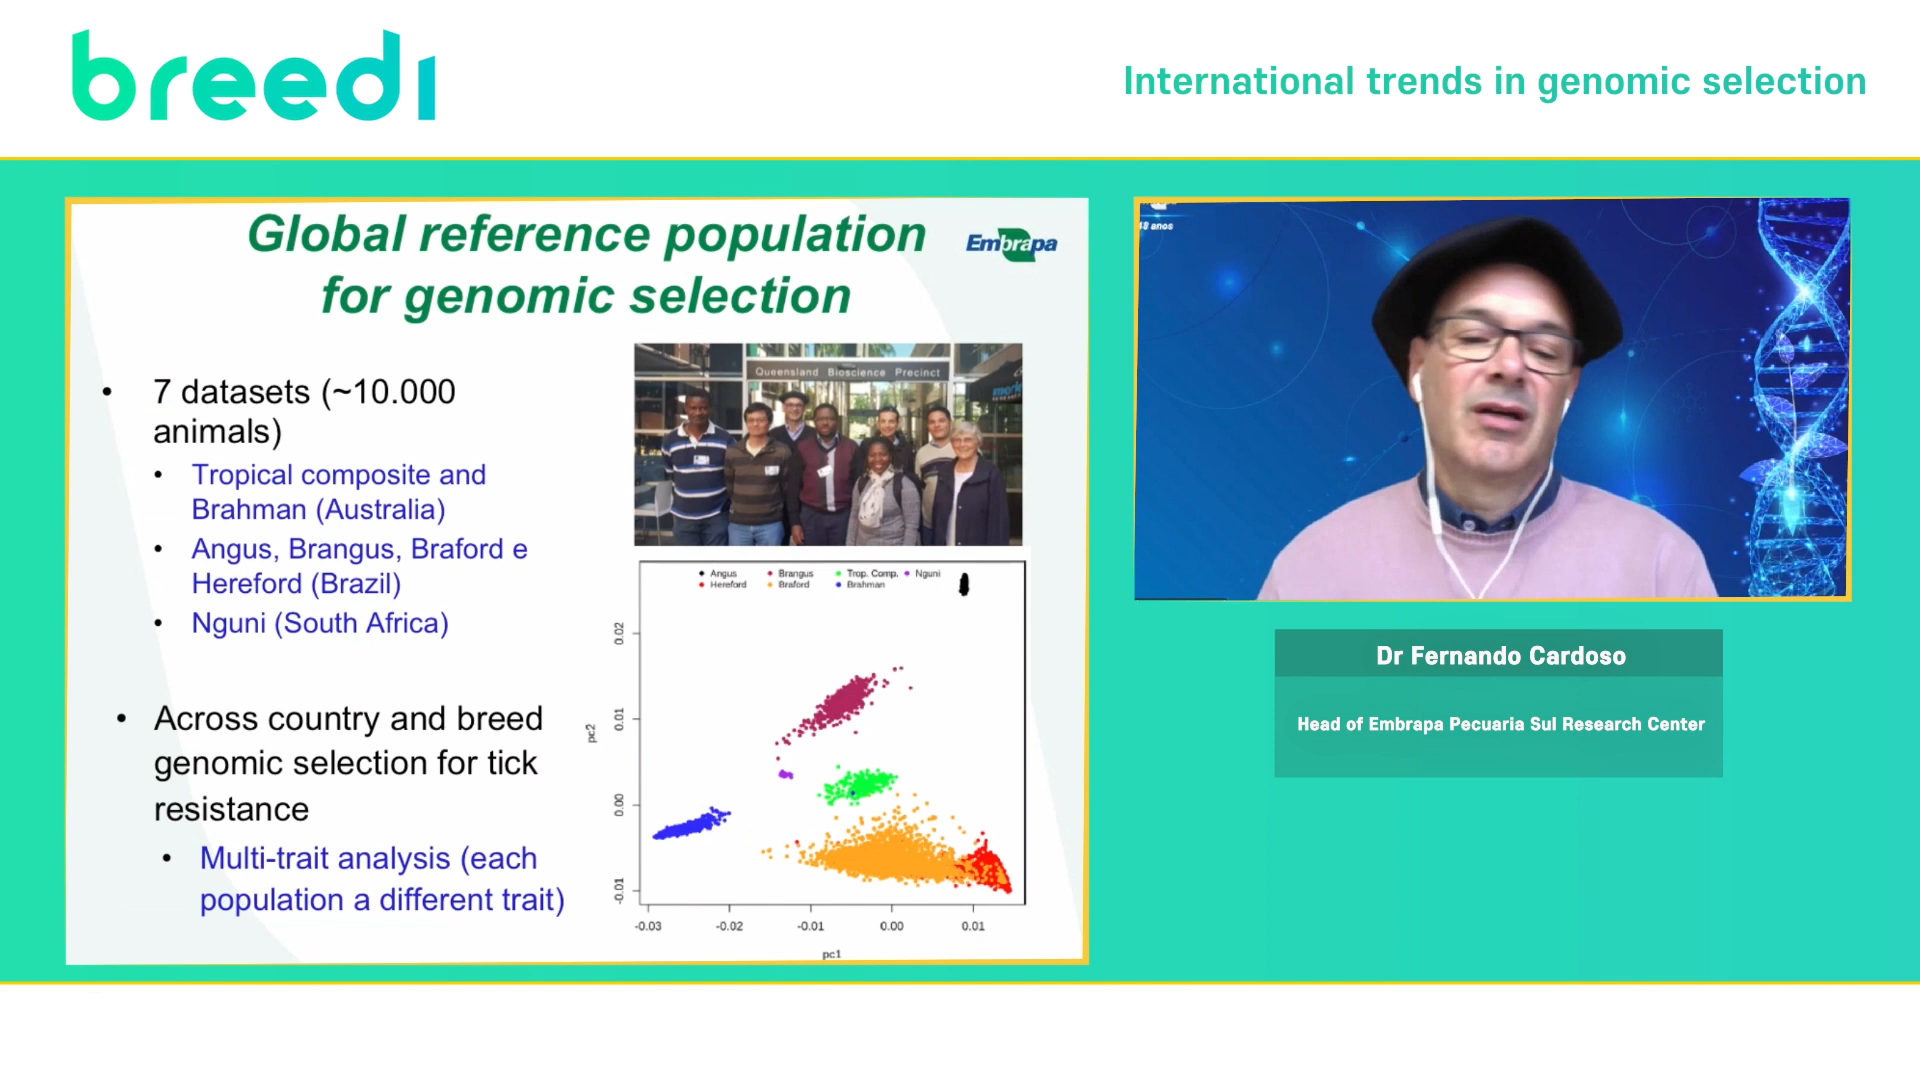 breedi
International trends in genomic selection
Global reference population
for genomic selection
Embrapa
• 7 datasets (~10.000
animals)
• Tropical composite and
Brahman (Australia)
• Angus, Brangus, Braford e
Hereford (Brazil)
• Nguni (South Africa)
• Across country and breed
genomic selection for tick
resistance
• Multi-trait analysis (each
population a different trait)
Queensland Bioscience Precinct
Angus Brangus Trop. Comp. Nguni
Hereford Braford Brahman
pc2
0.02
0.01
0.00
-0.01
-0.03 -0.02 -0.01 0.00 0.01
pc1
anos
Dr Fernando Cardoso
Head of Embrapa Pecuaria Sul Research Center